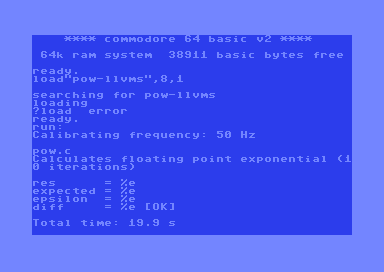 **** commodore 64 basic v2 ****
64k ram system  38911 basic bytes free
ready.
load"pow-llvms",8,1
searching for pow-llvms
loading
?load  error
ready.
run:
Calibrating frequency: 50 Hz
pow.c
Calculates floating point exponential (1
0 iterations)
res      = %e
expected = %e
epsilon  = %e
diff     = %e [OK]
Total time: 19.9 s